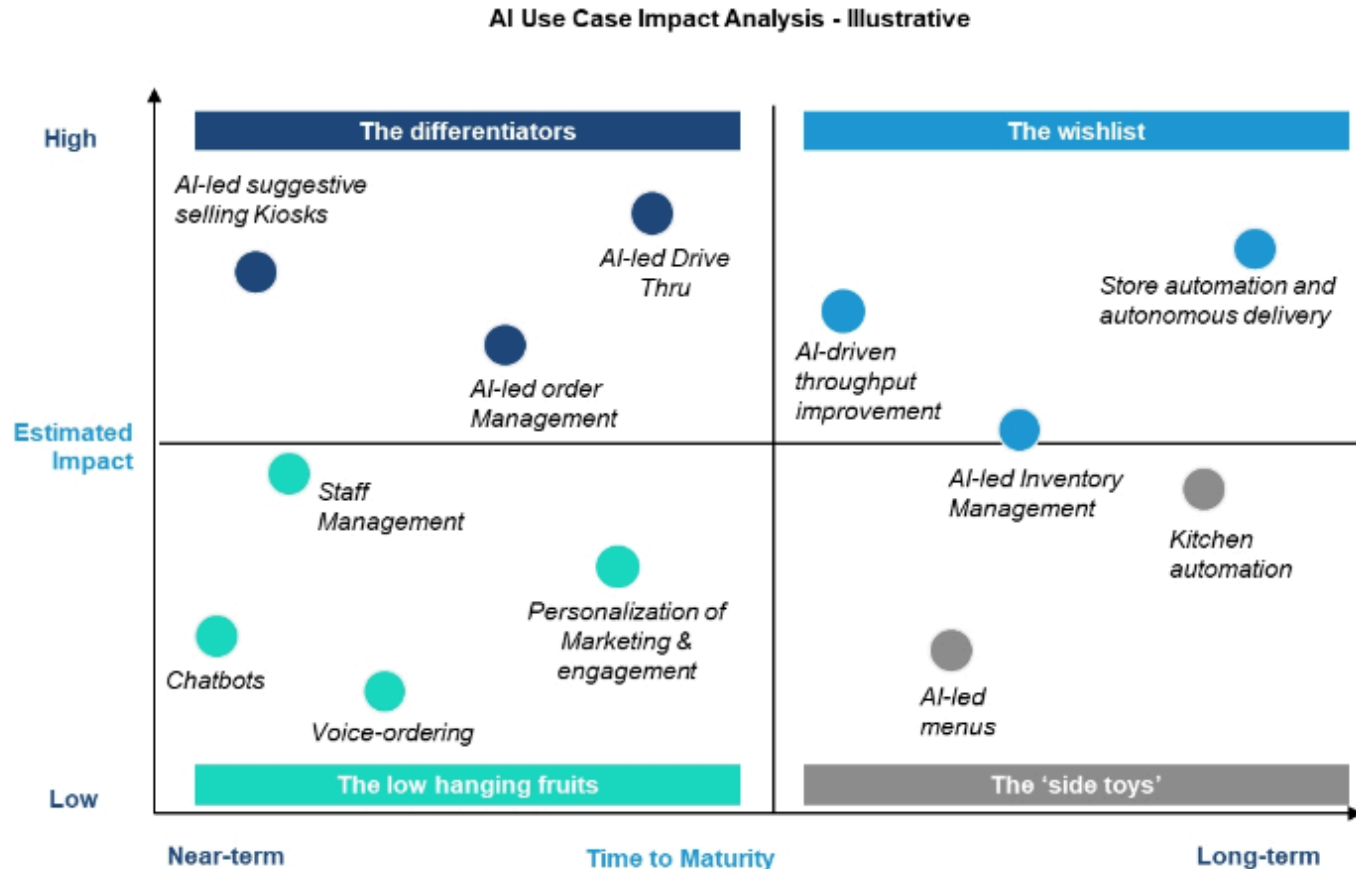 AI Use Case Impact Analysis - Illustrative
High
The differentiators
The wishlist
AI-led suggestive
selling Kiosks
AI-led Drive
Thru
AI-led order
Management
Store automation and
autonomous delivery
AI-driven
throughput
improvement
Estimated
Impact
Staff
Management
AI-led Inventory
Management
Kitchen
automation
Personalization of
Marketing &
engagement
Chatbots
Voice-ordering
AI-led
menus
Low
The low hanging fruits
The ‘side toys’
Near-term
Time to Maturity
Long-term